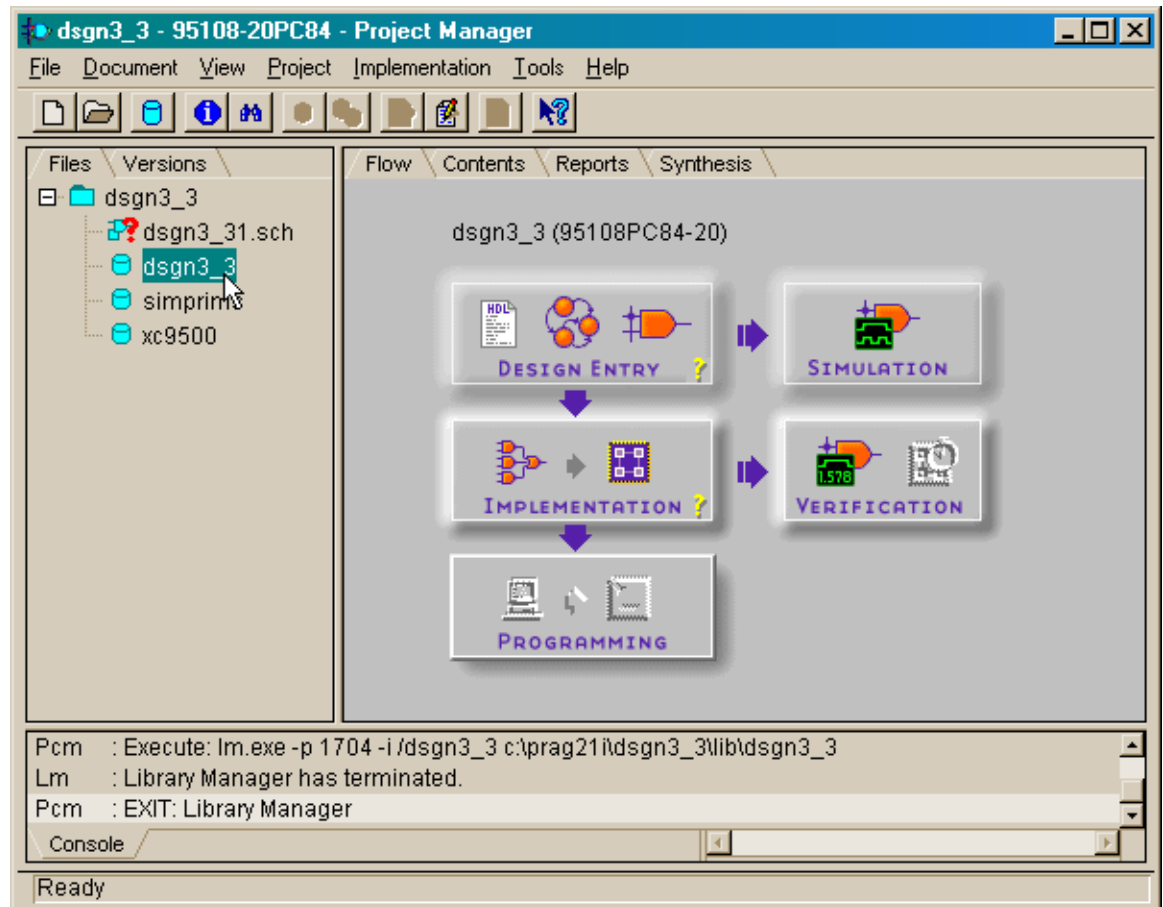 dsgn3_3 - 95108-20PC84 - Project Manager
File Document View Project Implementation Tools Help
Files Versions
Flow Contents Reports Synthesis
dsgn3_3
dsgn3_31.sch
dsgn3_3
simprims
xc9500
dsgn3_3 (95108PC84-20)
HDL
DESIGN ENTRY ?
SIMULATION
1.578
IMPLEMENTATION ?
VERIFICATION
PROGRAMMING
Pcm : Execute: lm.exe -p 1704 -i /dsgn3_3 c:\prag21i\dsgn3_3\lib\dsgn3_3
Lm : Library Manager has terminated.
Pcm : EXIT: Library Manager
Console
Ready